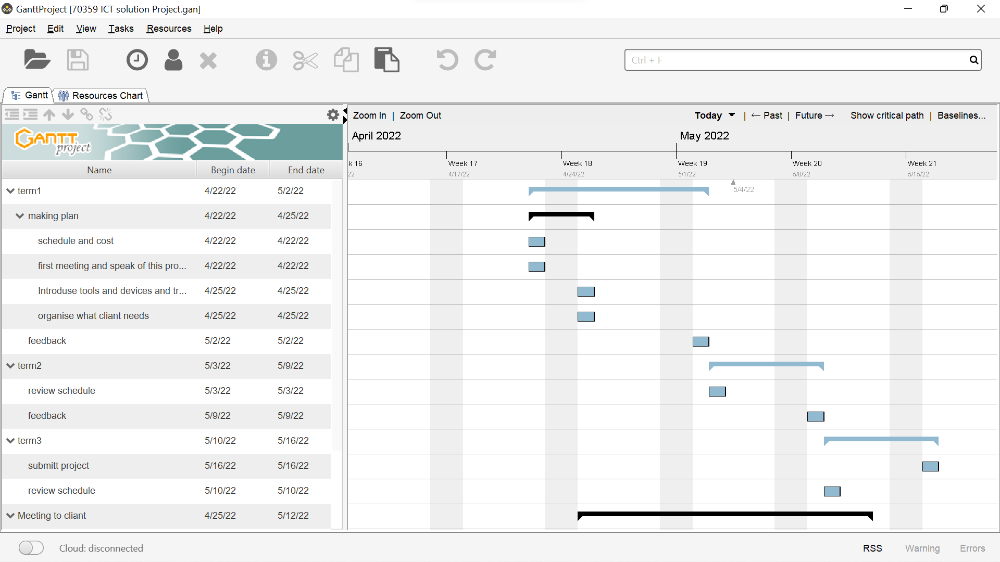 GanttProject [70359 ICT solution Project.gan]
Project Edit View Tasks Resources Help
Ctrl + F
Gantt Resources Chart
Zoom In | Zoom Out Today | ← Past | Future → Show critical path | Baselines...
GANTT project
April 2022 May 2022
k 16 Week 17 Week 18 Week 19 Week 20 Week 21
22 4/17/22 4/24/22 5/1/22 5/8/22 5/15/22
Name Begin date End date
5/4/22
term1 4/22/22 5/2/22
making plan 4/22/22 4/25/22
schedule and cost 4/22/22 4/22/22
first meeting and speak of this pro... 4/22/22 4/22/22
Introduse tools and devices and tr... 4/25/22 4/25/22
organise what cliant needs 4/25/22 4/25/22
feedback 5/2/22 5/2/22
term2 5/3/22 5/9/22
review schedule 5/3/22 5/3/22
feedback 5/9/22 5/9/22
term3 5/10/22 5/16/22
submitt project 5/16/22 5/16/22
review schedule 5/10/22 5/10/22
Meeting to cliant 4/25/22 5/12/22
Cloud: disconnected RSS Warning Errors